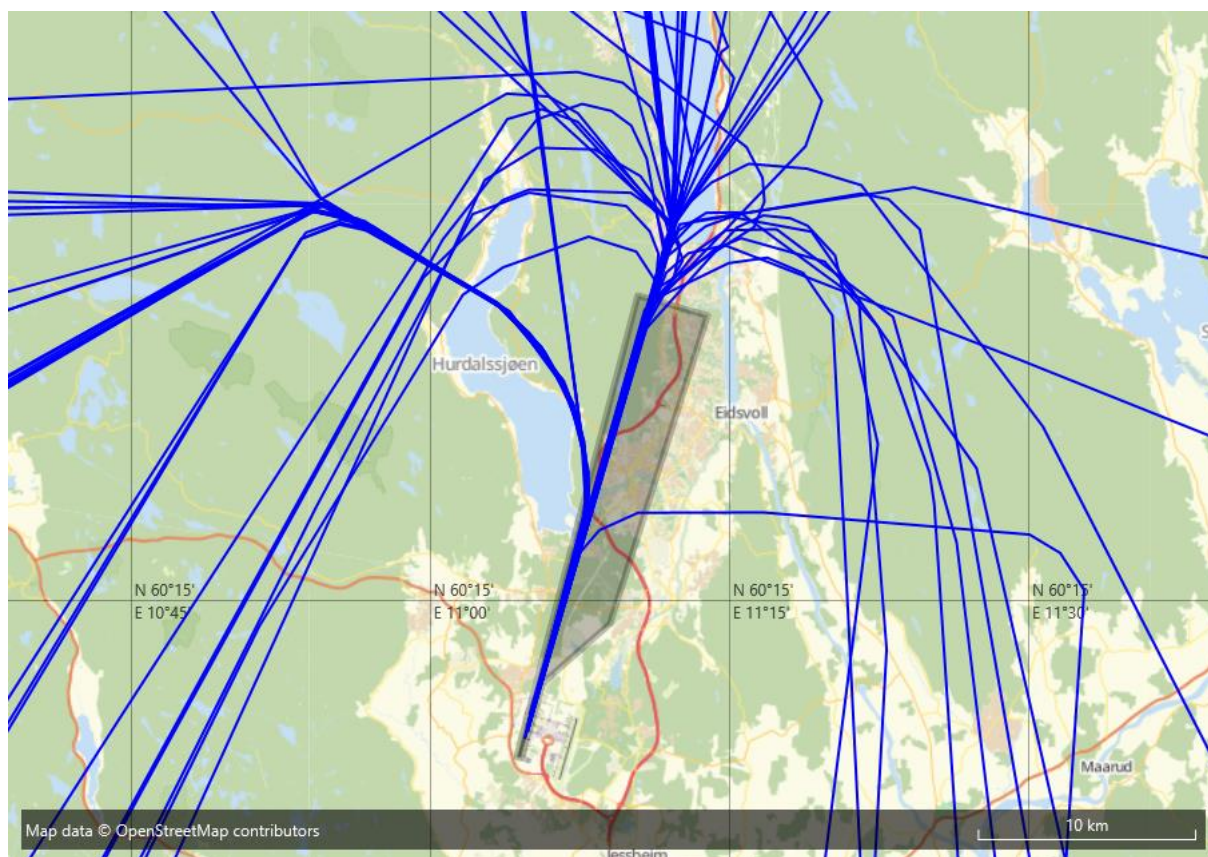 Hurdalssjøen
Eidsvoll
N 60°15'
E 10°45'
N 60°15'
E 11°00'
N 60°15'
E 11°15'
N 60°15'
E 11°30'
Maarud
Map data © OpenStreetMap contributors
10 km
Jessheim